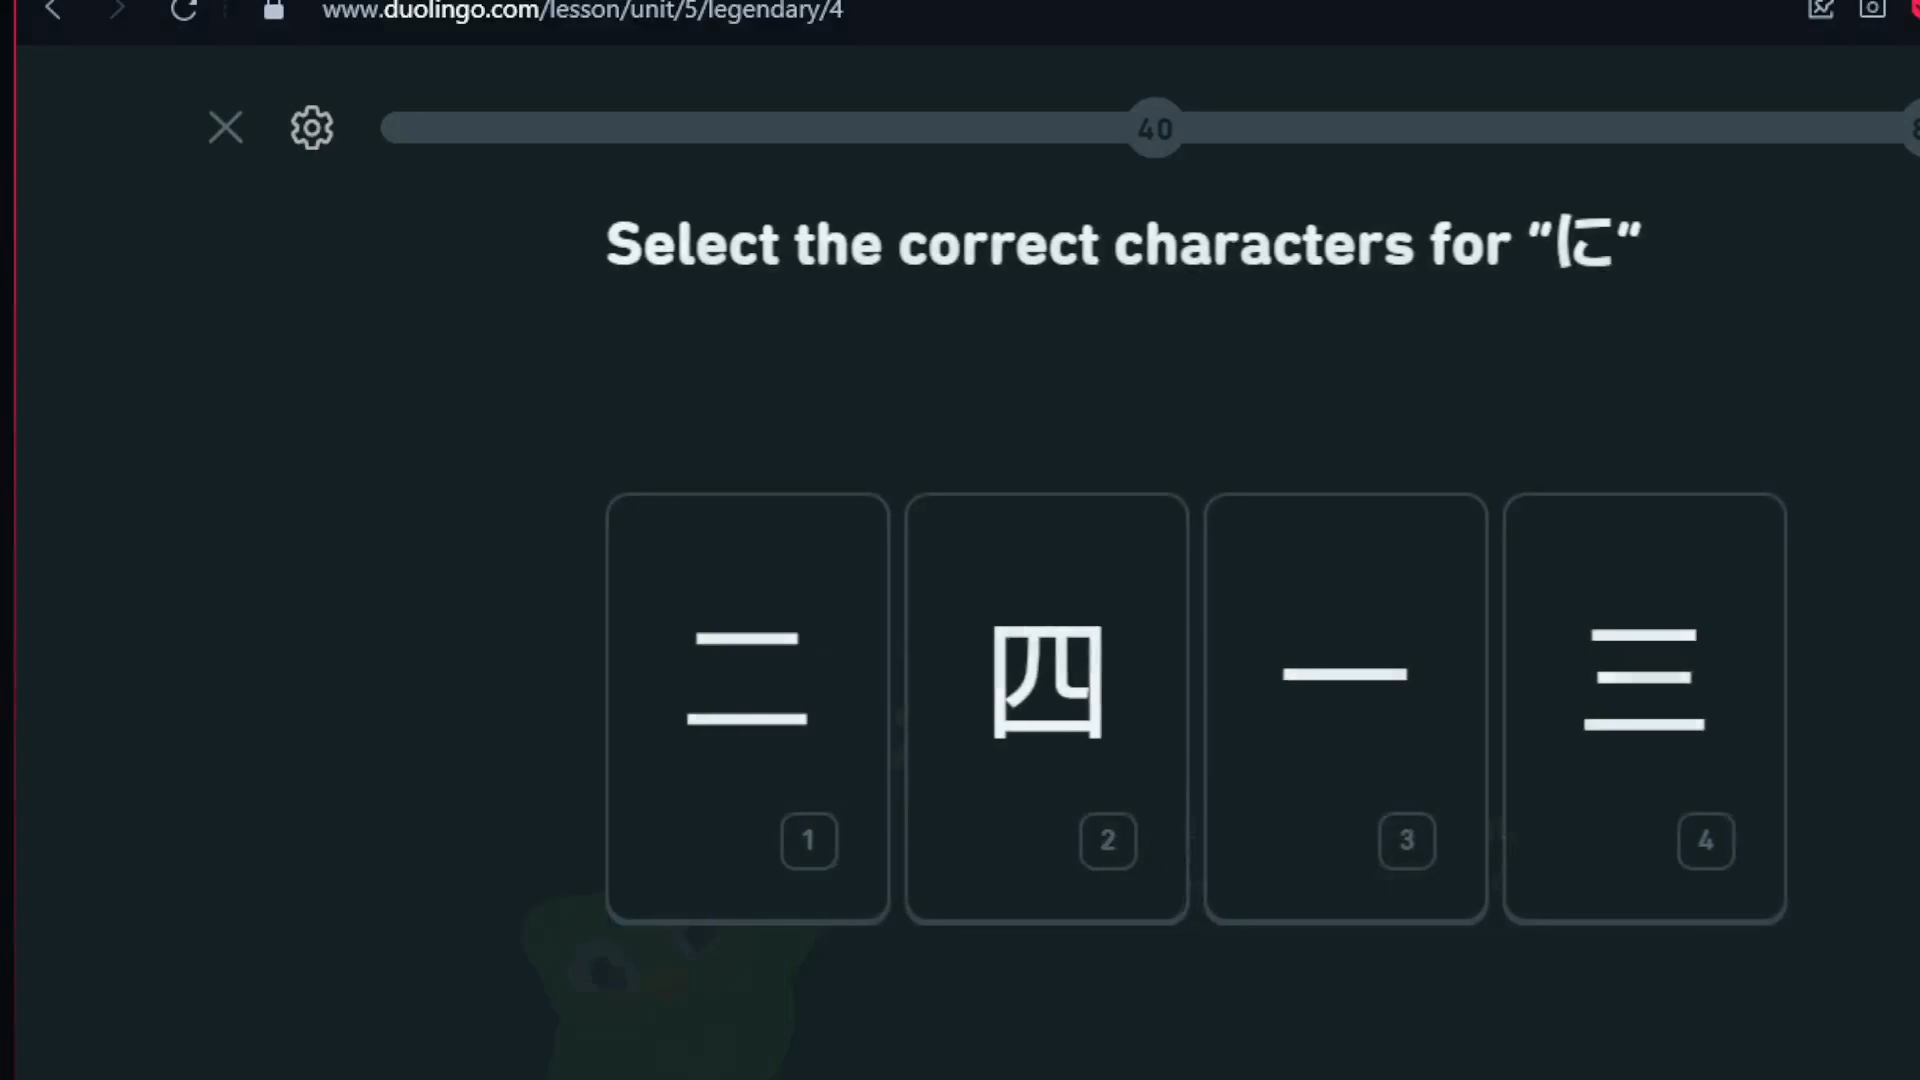 www.duolingo.com/lesson/unit/5/legendary/4
40
Select the correct characters for “に”
二 四 一 三
1 2 3 4